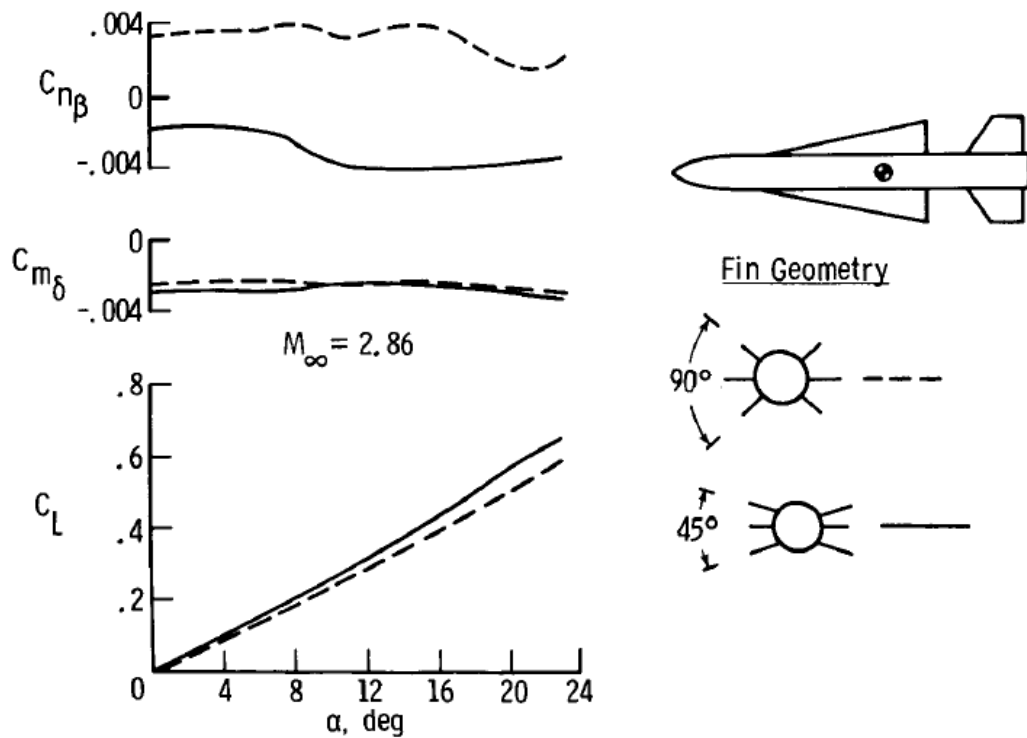 .004
C_nβ
0
-.004
0
C_mδ
-.004
M_∞ = 2.86
.8
.6
C_L
.4
.2
0 4 8 12 16 20 24
α, deg
Fin Geometry
90°
45°